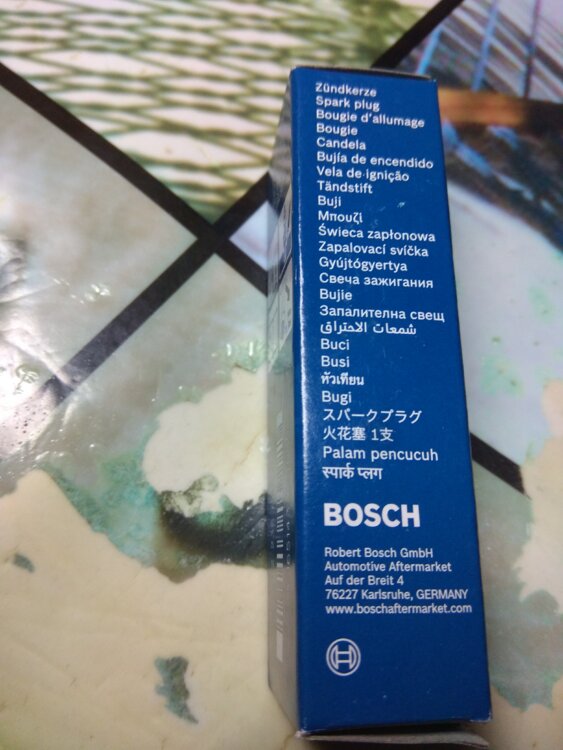 Zündkerze
Spark plug
Bougie d'allumage
Bougie
Candela
Bujía de encendido
Vela de ignição
Tändstift
Buji
Μπουζί
Świeca zapłonowa
Zapalovací svíčka
Gyújtógyertya
Свеча зажигания
Bujie
Запалителна свещ
شمعات الاحتراق
Buci
Busi
หัวเทียน
Bugi
スパークプラグ
火花塞 1支
Palam pencucuh
स्पार्क प्लग
BOSCH
Robert Bosch GmbH
Automotive Aftermarket
Auf der Breit 4
76227 Karlsruhe, GERMANY
www.boschaftermarket.com